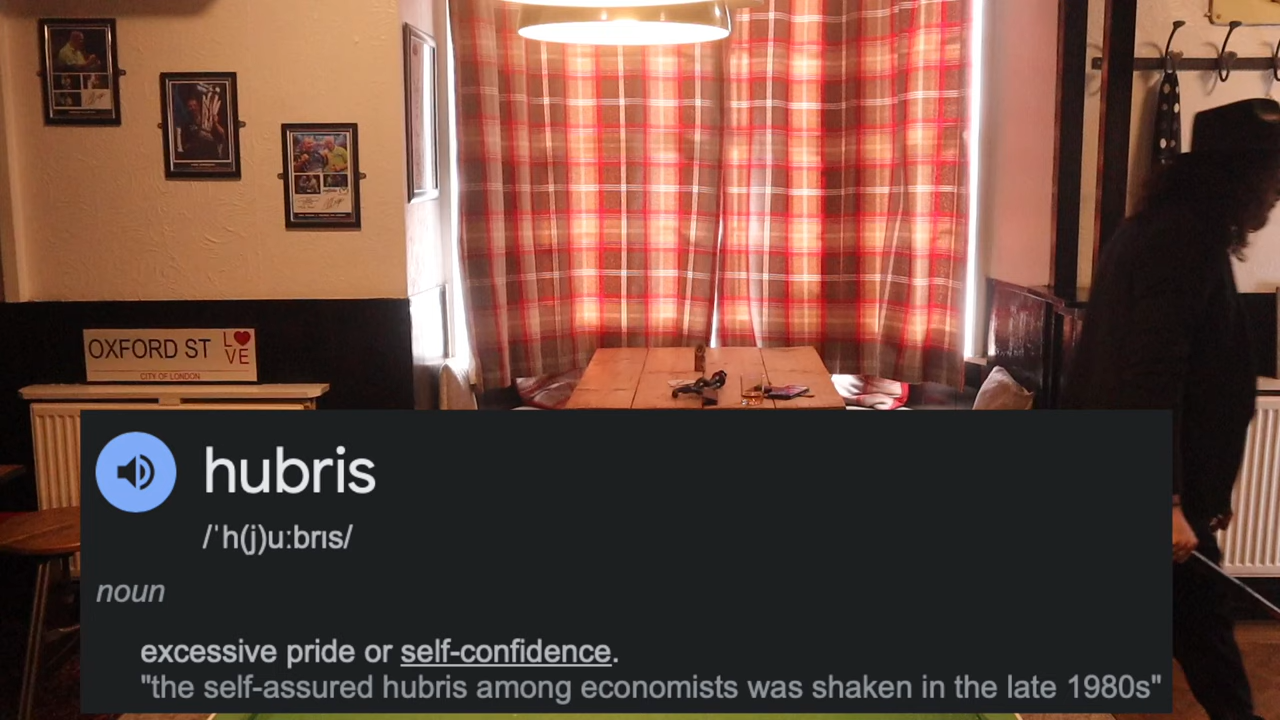 OXFORD ST LOVE
CITY OF LONDON
hubris
/ˈh(j)uːbrɪs/
noun
excessive pride or self-confidence.
"the self-assured hubris among economists was shaken in the late 1980s"